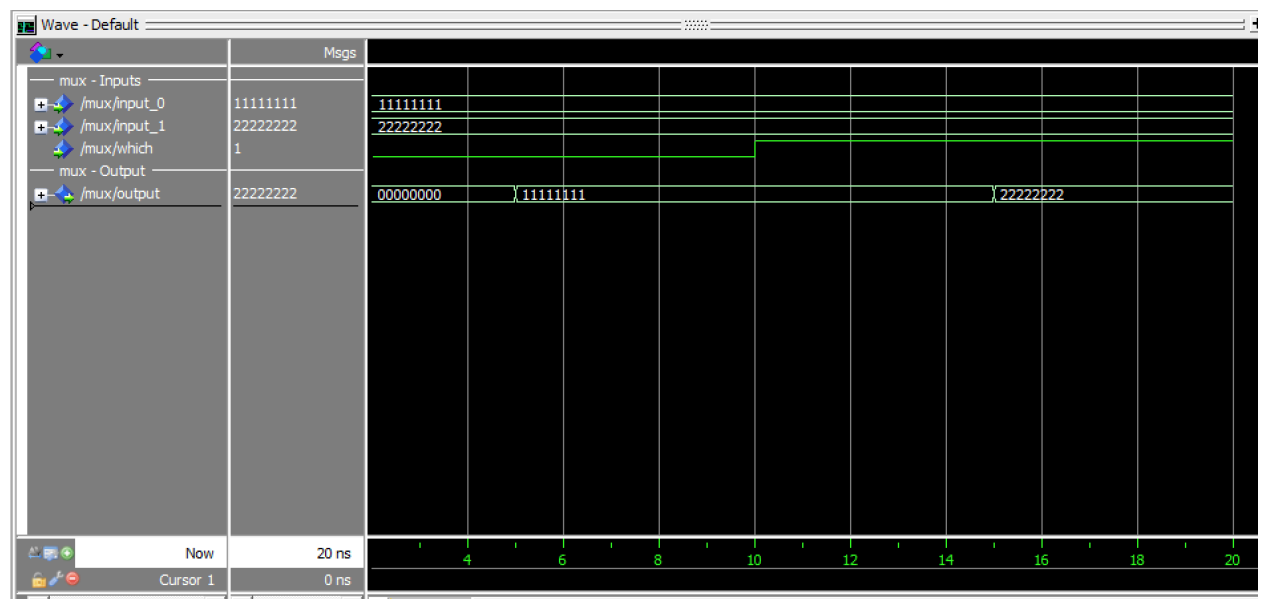 Wave - Default
Msgs
mux - Inputs
/mux/input_0 11111111 11111111
/mux/input_1 22222222 22222222
/mux/which 1
mux - Output
/mux/output 22222222 00000000 11111111 22222222
Now 20 ns 4 6 8 10 12 14 16 18 20
Cursor 1 0 ns